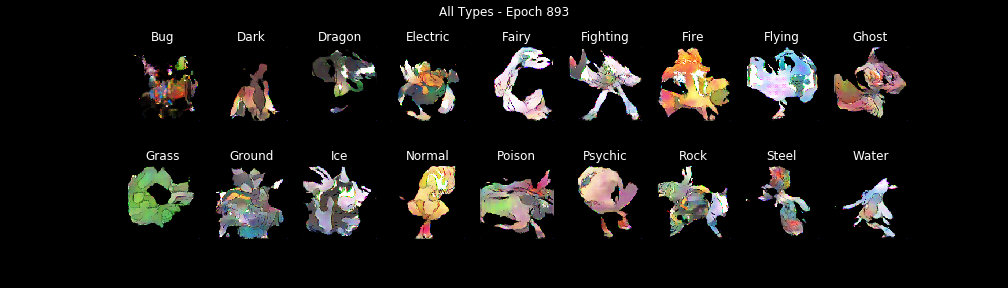 All Types - Epoch 893
Bug Dark Dragon Electric Fairy Fighting Fire Flying Ghost
Grass Ground Ice Normal Poison Psychic Rock Steel Water